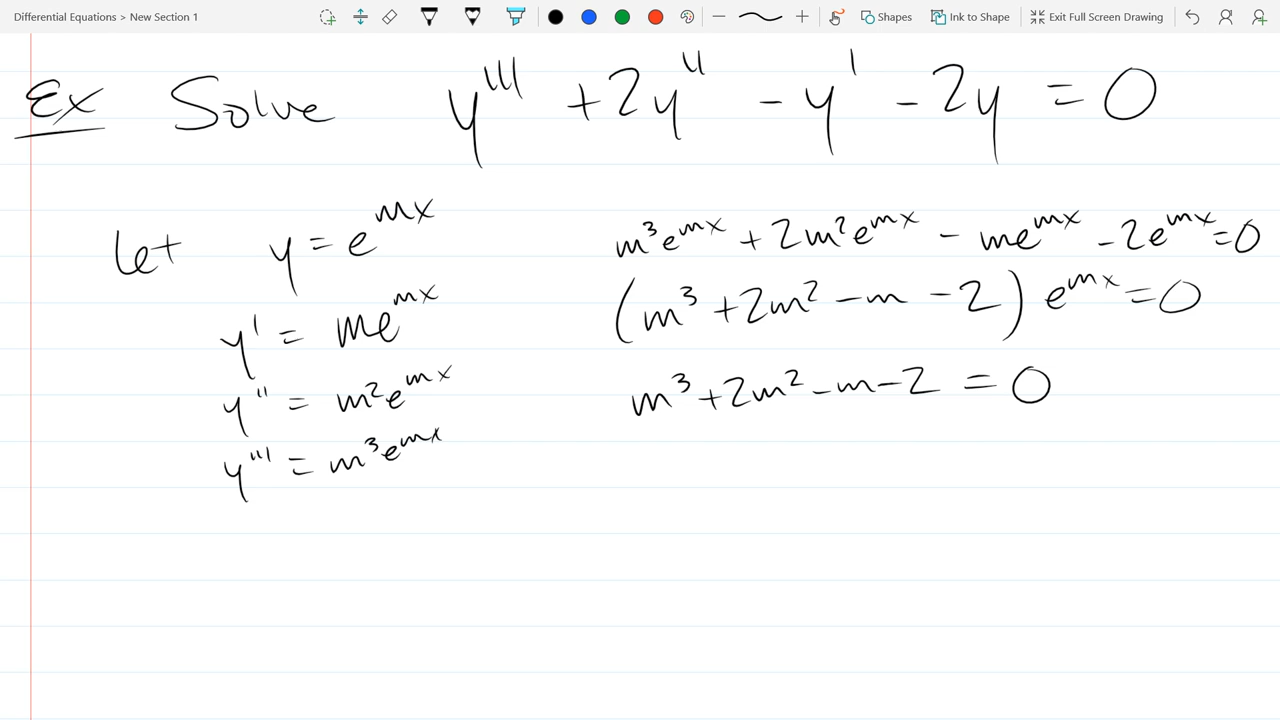 Differential Equations > New Section 1
Shapes
Ink to Shape
Exit Full Screen Drawing
Ex Solve y''' + 2y'' - y' - 2y = 0
Let y = e^{mx}
y' = me^{mx}
y'' = m²e^{mx}
y''' = m³e^{mx}
m³e^{mx} + 2m²e^{mx} - me^{mx} - 2e^{mx} = 0
(m³ + 2m² - m - 2) e^{mx} = 0
m³ + 2m² - m - 2 = 0